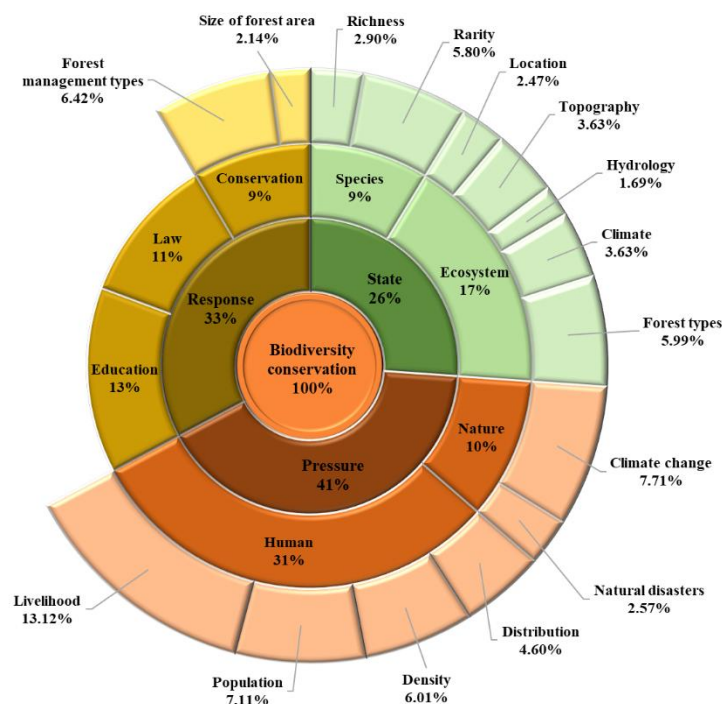 Size of forest area
2.14%
Richness
2.90%
Rarity
5.80%
Location
2.47%
Topography
3.63%
Hydrology
1.69%
Climate
3.63%
Forest types
5.99%
Forest
management types
6.42%
Conservation
9%
Species
9%
Law
11%
Ecosystem
17%
Response
33%
State
26%
Education
13%
Biodiversity
conservation
100%
Nature
10%
Pressure
41%
Human
31%
Climate change
7.71%
Natural disasters
2.57%
Distribution
4.60%
Density
6.01%
Population
7.11%
Livelihood
13.12%